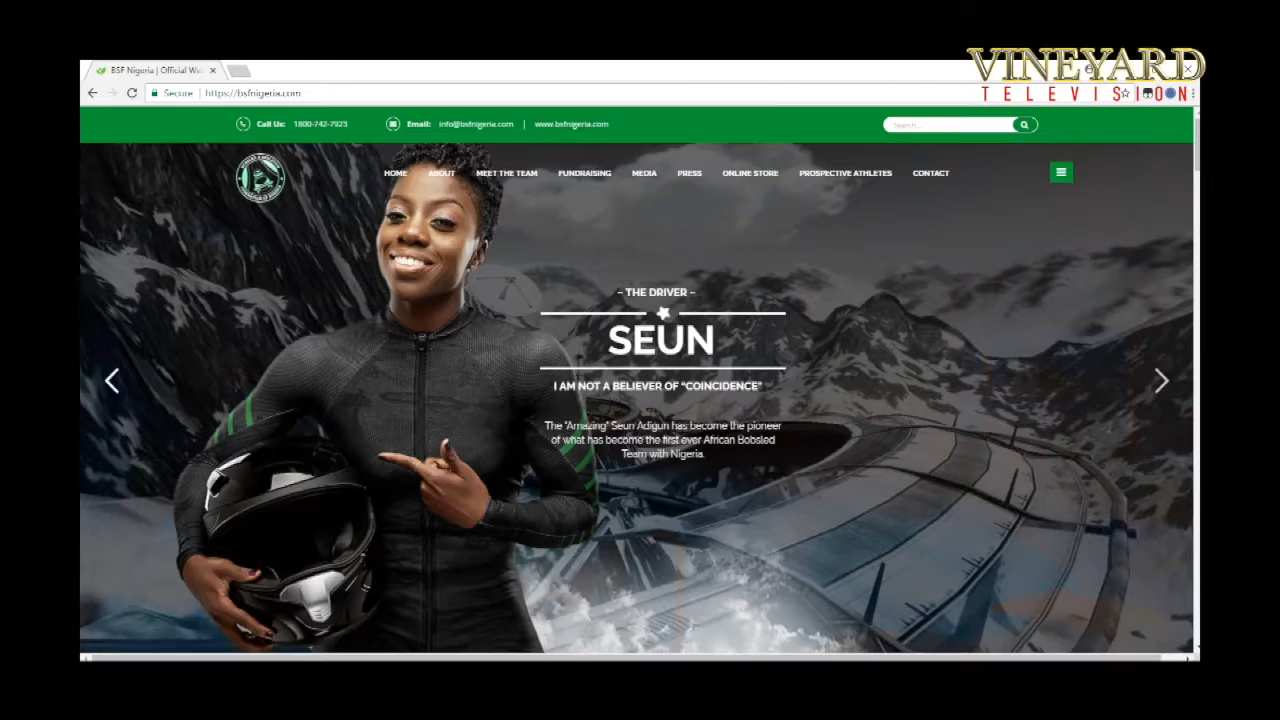 VINEYARD
TELEVISION
BSF Nigeria | Official We
Secure | https://bsfnigeria.com
Call Us: 1800-742-7923 Email: info@bsfnigeria.com | www.bsfnigeria.com Search...
HOME ABOUT MEET THE TEAM FUNDRAISING MEDIA PRESS ONLINE STORE PROSPECTIVE ATHLETES CONTACT
– THE DRIVER –
SEUN
I AM NOT A BELIEVER OF "COINCIDENCE"
The "Amazing" Seun Adigun has become the pioneer
of what has become the first ever African Bobsled
Team with Nigeria.